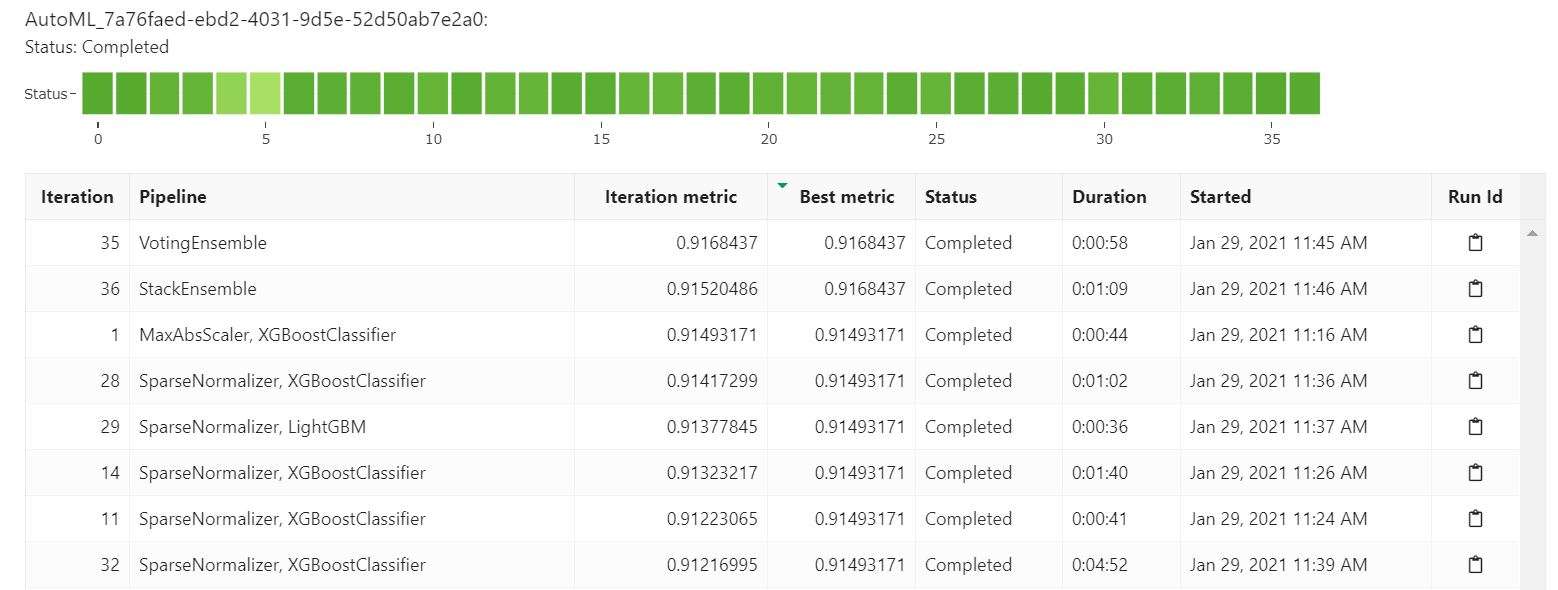 AutoML_7a76faed-ebd2-4031-9d5e-52d50ab7e2a0:
Status: Completed
Status
0 5 10 15 20 25 30 35
Iteration Pipeline Iteration metric Best metric Status Duration Started Run Id
35 VotingEnsemble 0.9168437 0.9168437 Completed 0:00:58 Jan 29, 2021 11:45 AM
36 StackEnsemble 0.91520486 0.9168437 Completed 0:01:09 Jan 29, 2021 11:46 AM
1 MaxAbsScaler, XGBoostClassifier 0.91493171 0.91493171 Completed 0:00:44 Jan 29, 2021 11:16 AM
28 SparseNormalizer, XGBoostClassifier 0.91417299 0.91493171 Completed 0:01:02 Jan 29, 2021 11:36 AM
29 SparseNormalizer, LightGBM 0.91377845 0.91493171 Completed 0:00:36 Jan 29, 2021 11:37 AM
14 SparseNormalizer, XGBoostClassifier 0.91323217 0.91493171 Completed 0:01:40 Jan 29, 2021 11:26 AM
11 SparseNormalizer, XGBoostClassifier 0.91223065 0.91493171 Completed 0:00:41 Jan 29, 2021 11:24 AM
32 SparseNormalizer, XGBoostClassifier 0.91216995 0.91493171 Completed 0:04:52 Jan 29, 2021 11:39 AM